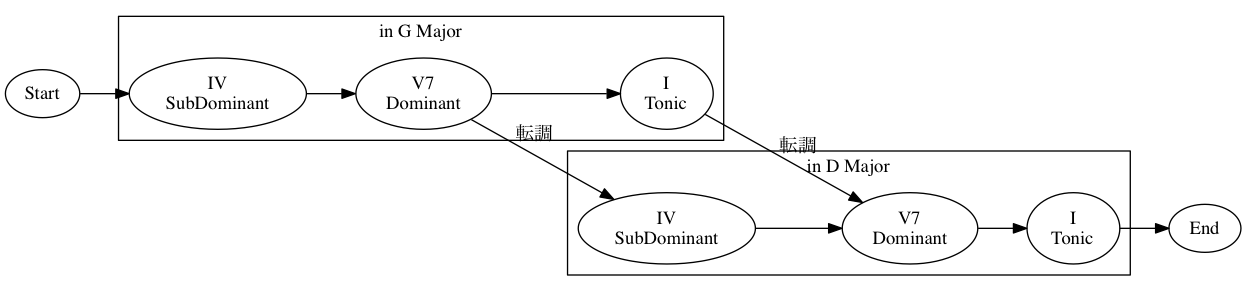 in G Major
Start
IV
SubDominant
V7
Dominant
I
Tonic
転調
転調
in D Major
IV
SubDominant
V7
Dominant
I
Tonic
End